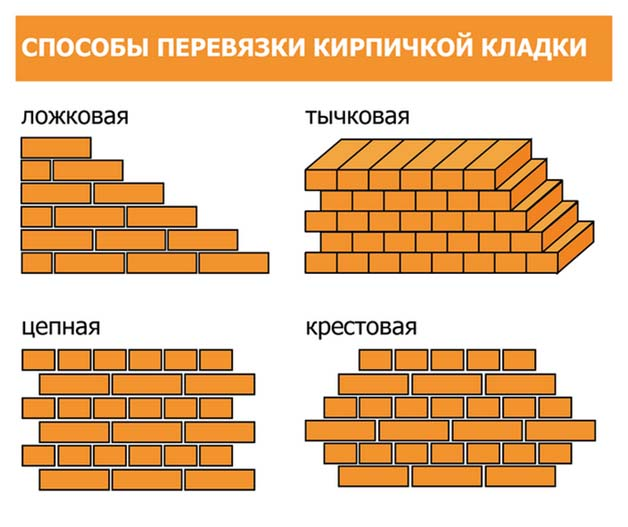 СПОСОБЫ ПЕРЕВЯЗКИ КИРПИЧКОЙ КЛАДКИ
ложковая
тычковая
цепная
крестовая